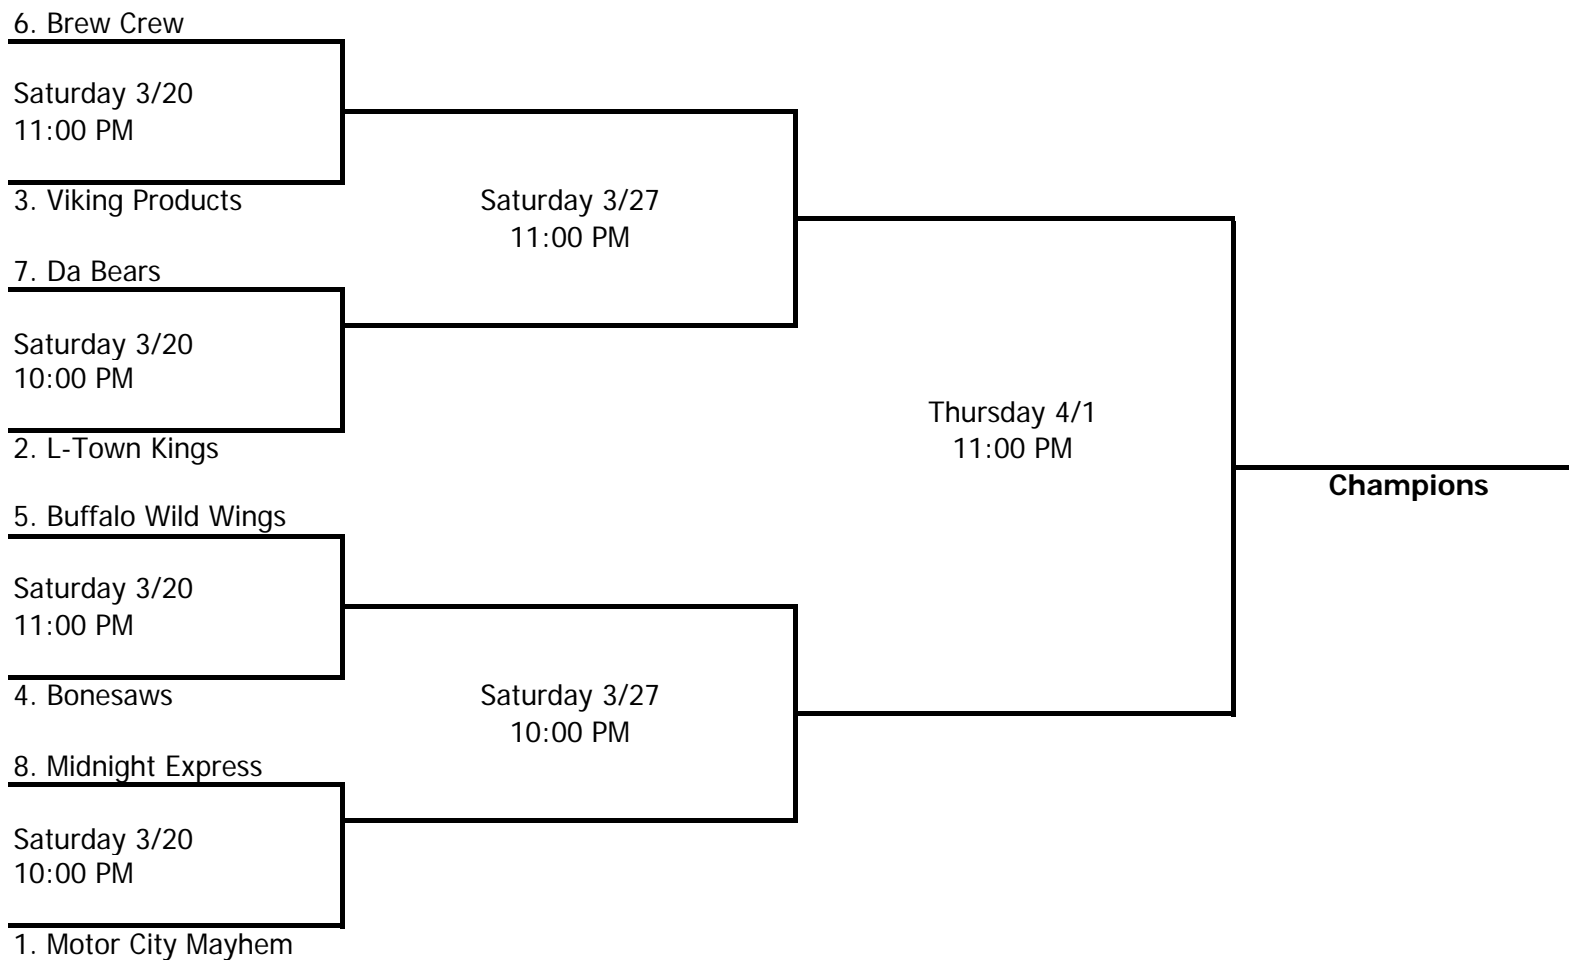 6. Brew Crew
Saturday 3/20
11:00 PM
3. Viking Products
Saturday 3/27
11:00 PM
7. Da Bears
Saturday 3/20
10:00 PM
2. L-Town Kings
Thursday 4/1
11:00 PM
Champions
5. Buffalo Wild Wings
Saturday 3/20
11:00 PM
4. Bonesaws
Saturday 3/27
10:00 PM
8. Midnight Express
Saturday 3/20
10:00 PM
1. Motor City Mayhem